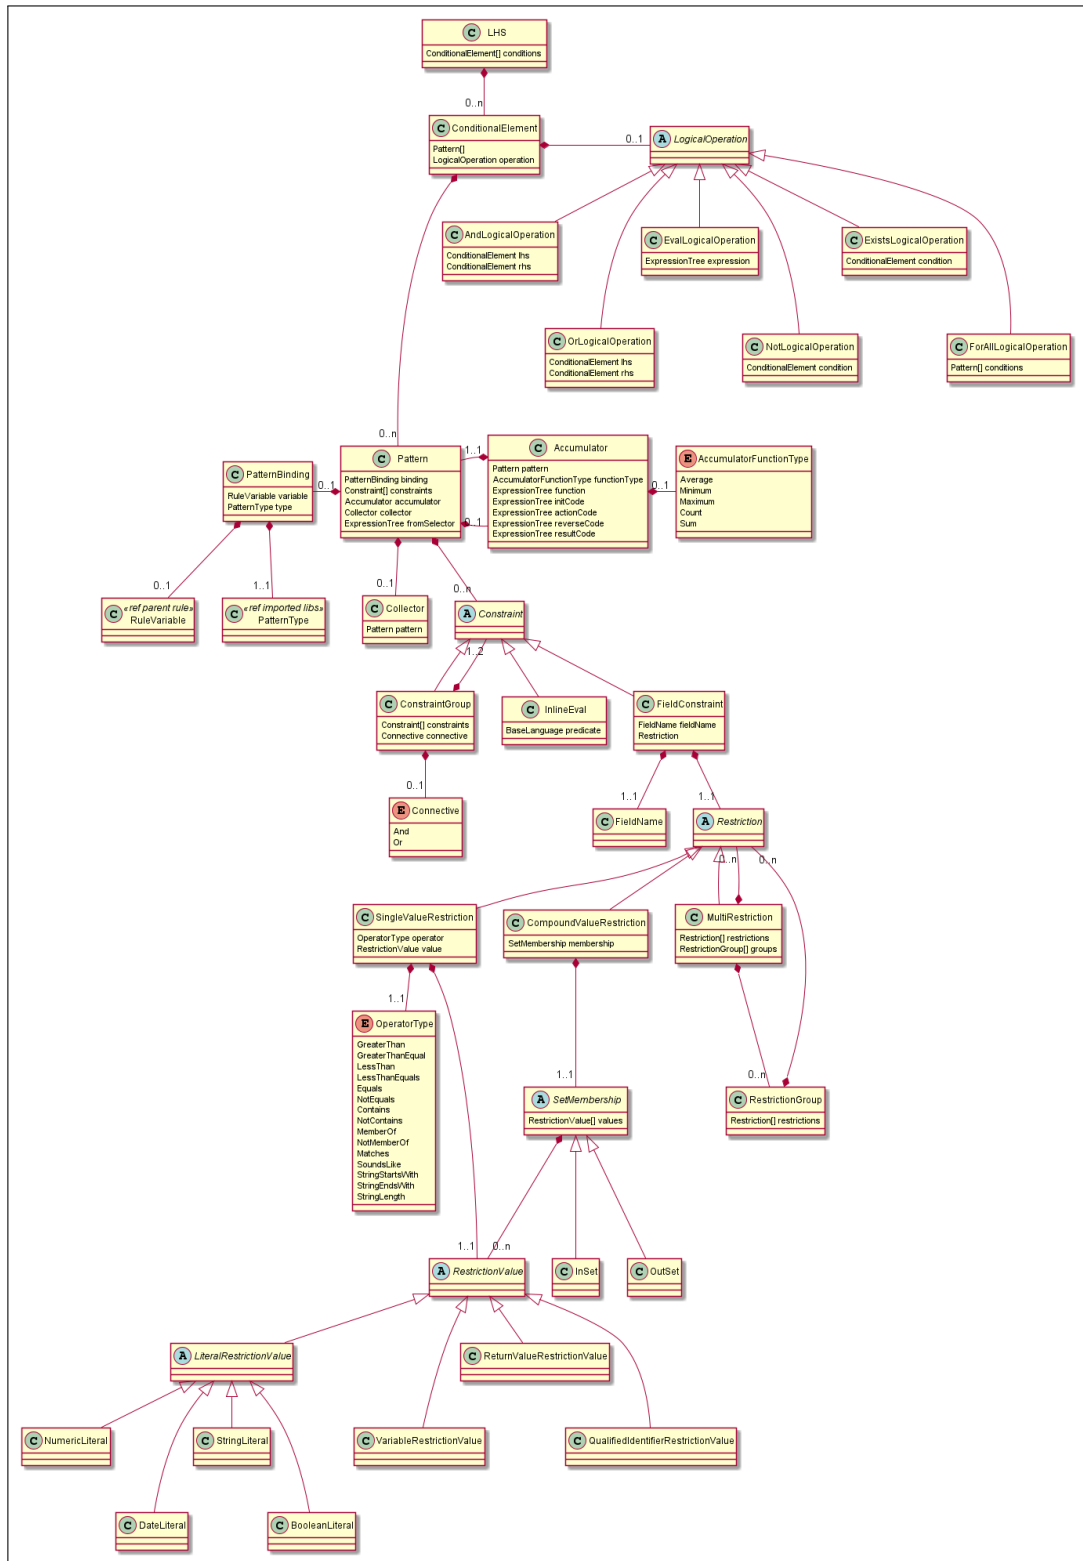 C LHS
ConditionalElement[] conditions
0..n
C ConditionalElement
Pattern[]
LogicalOperation operation
0..1
A LogicalOperation
C AndLogicalOperation
ConditionalElement lhs
ConditionalElement rhs
C EvalLogicalOperation
ExpressionTree expression
C ExistsLogicalOperation
ConditionalElement condition
C OrLogicalOperation
ConditionalElement lhs
ConditionalElement rhs
C NotLogicalOperation
ConditionalElement condition
C ForAllLogicalOperation
Pattern[] conditions
0..n
C PatternBinding
RuleVariable variable
PatternType type
0..1
C Pattern
PatternBinding binding
Constraint[] constraints
Accumulator accumulator
Collector collector
ExpressionTree fromSelector
1..1
0..1
C Accumulator
Pattern pattern
AccumulatorFunctionType functionType
ExpressionTree function
ExpressionTree initCode
ExpressionTree actionCode
ExpressionTree reverseCode
ExpressionTree resultCode
0..1
E AccumulatorFunctionType
Average
Minimum
Maximum
Count
Sum
0..1
1..1
0..1
0..n
C «ref parent rule»
RuleVariable
C «ref imported libs»
PatternType
C Collector
Pattern pattern
A Constraint
1..2
C ConstraintGroup
Constraint[] constraints
Connective connective
C InlineEval
BaseLanguage predicate
C FieldConstraint
FieldName fieldName
Restriction
0..1
1..1
1..1
E Connective
And
Or
C FieldName
A Restriction
0..n
0..n
C SingleValueRestriction
OperatorType operator
RestrictionValue value
C CompoundValueRestriction
SetMembership membership
C MultiRestriction
Restriction[] restrictions
RestrictionGroup[] groups
1..1
E OperatorType
GreaterThan
GreaterThanEqual
LessThan
LessThanEquals
Equals
NotEquals
Contains
NotContains
MemberOf
NotMemberOf
Matches
SoundsLike
StringStartsWith
StringEndsWith
StringLength
1..1
0..n
A SetMembership
RestrictionValue[] values
C RestrictionGroup
Restriction[] restrictions
1..1
0..n
A RestrictionValue
C InSet
C OutSet
A LiteralRestrictionValue
C ReturnValueRestrictionValue
C NumericLiteral
C StringLiteral
C VariableRestrictionValue
C QualifiedIdentifierRestrictionValue
C DateLiteral
C BooleanLiteral